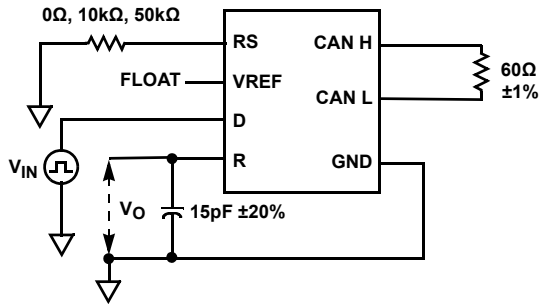 0Ω, 10kΩ, 50kΩ
RS
CAN H
FLOAT
VREF
60Ω
±1%
CAN L
D
VIN
R
GND
VO
15pF ±20%